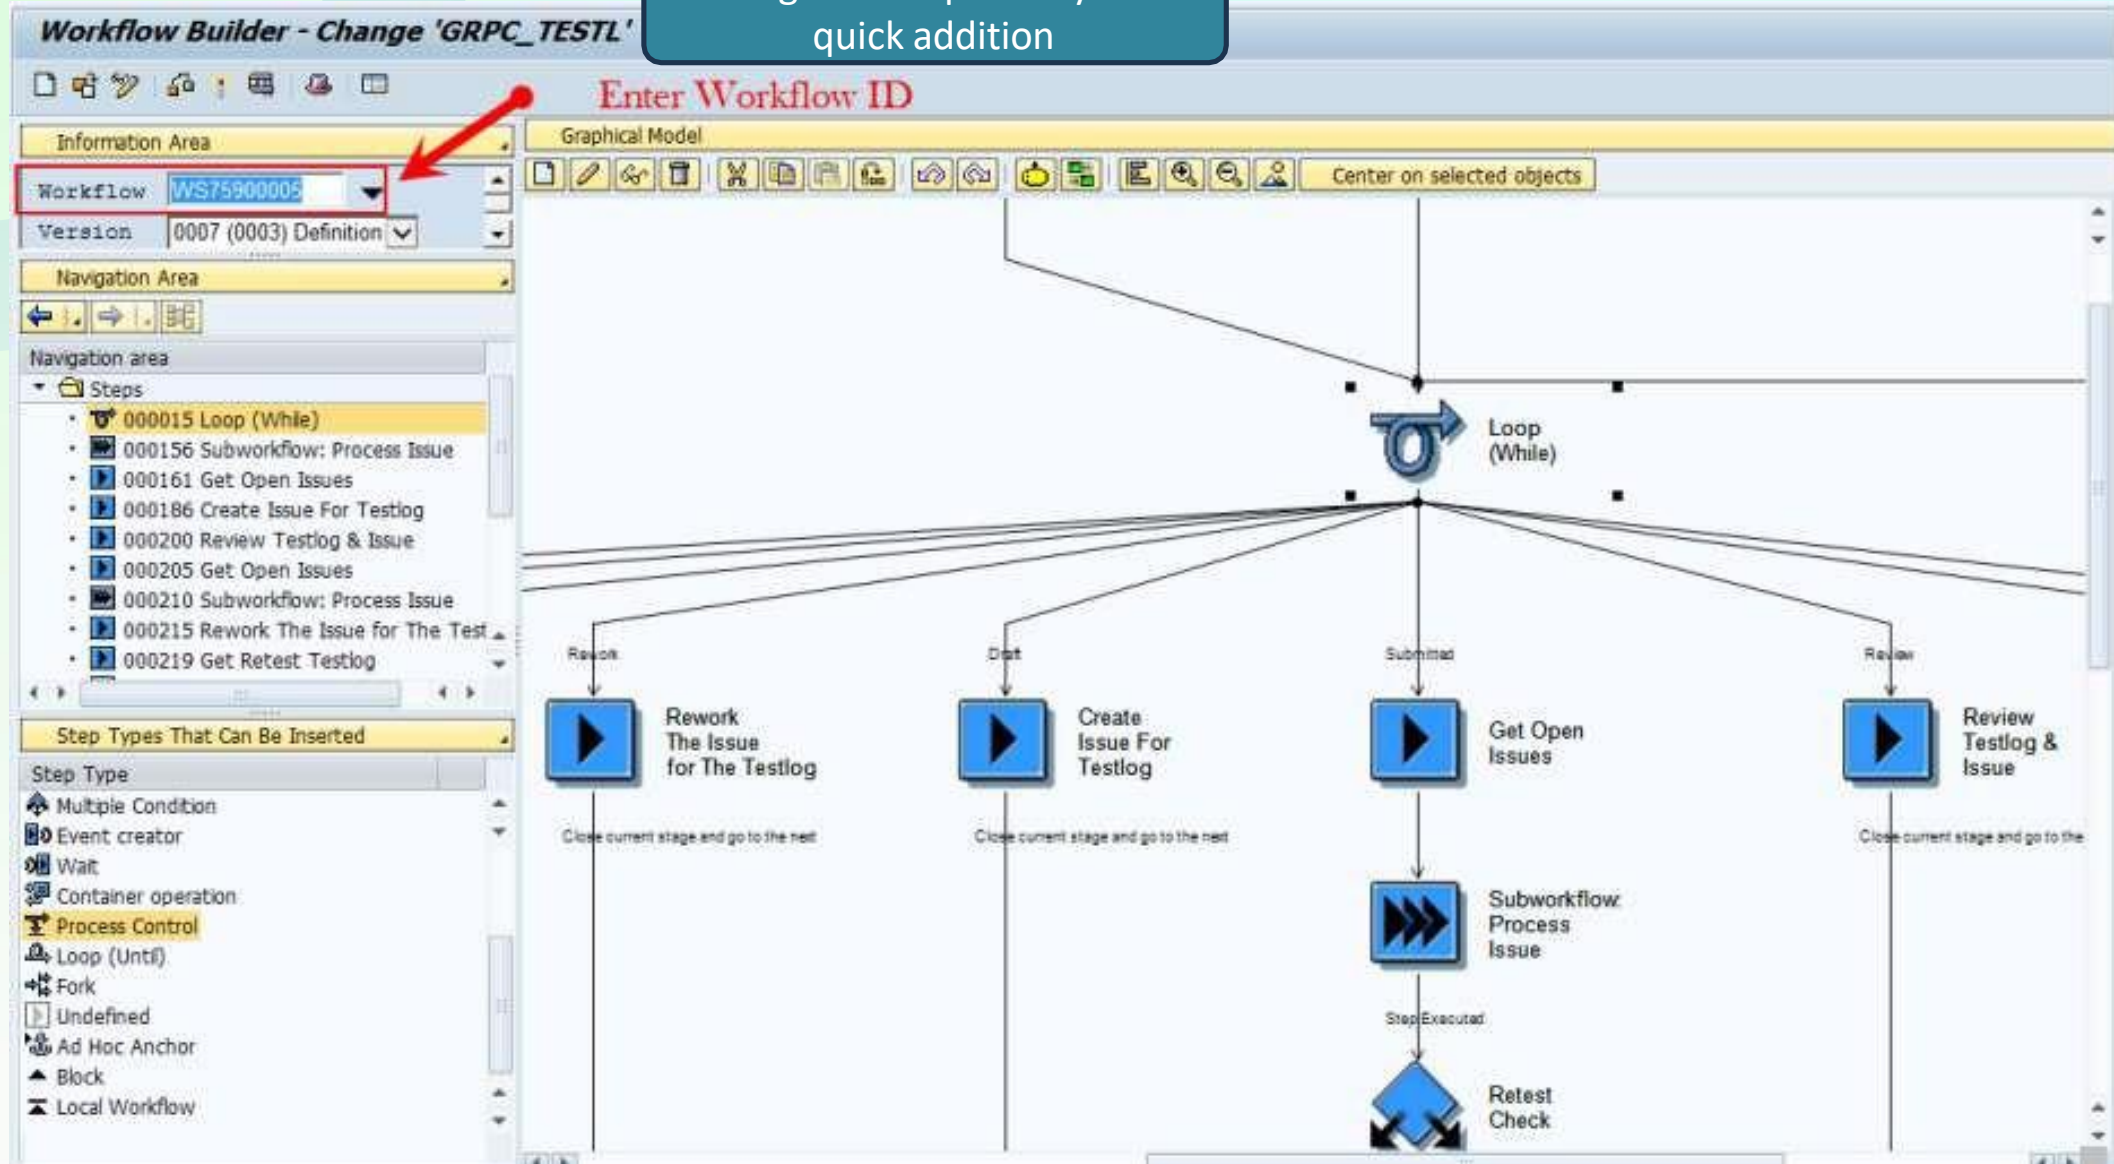 quick addition
Workflow Builder - Change 'GRPC_TESTL'
Enter Workflow ID
Information Area
Workflow WS75900005
Version 0007 (0003) Definition
Navigation Area
Navigation area
Steps
000015 Loop (While)
000156 Subworkflow: Process Issue
000161 Get Open Issues
000186 Create Issue For Testlog
000200 Review Testlog & Issue
000205 Get Open Issues
000210 Subworkflow: Process Issue
000215 Rework The Issue for The Test
000219 Get Retest Testlog
Step Types That Can Be Inserted
Step Type
Multiple Condition
Event creator
Wait
Container operation
Process Control
Loop (Until)
Fork
Undefined
Ad Hoc Anchor
Block
Local Workflow
Graphical Model
Center on selected objects
Loop
(While)
Rework
Draft
Submitted
Review
Rework
The Issue
for The Testlog
Create
Issue For
Testlog
Get Open
Issues
Review
Testlog &
Issue
Close current stage and go to the next
Close current stage and go to the next
Close current stage and go to the
Subworkflow:
Process
Issue
Step Executed
Retest
Check